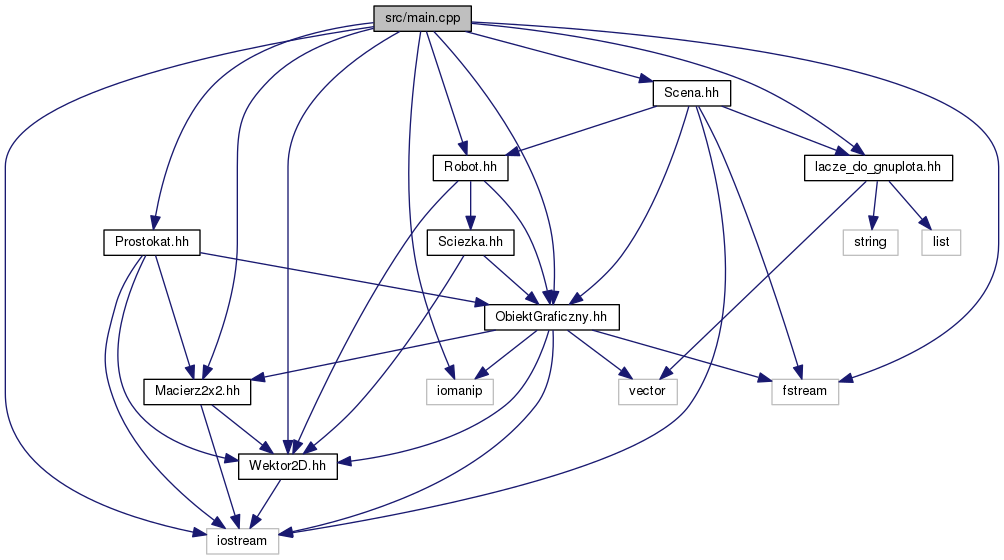 src/main.cpp
Scena.hh
Robot.hh
lacze_do_gnuplota.hh
Prostokat.hh
Sciezka.hh
string
list
ObiektGraficzny.hh
Macierz2x2.hh
iomanip
vector
fstream
Wektor2D.hh
iostream